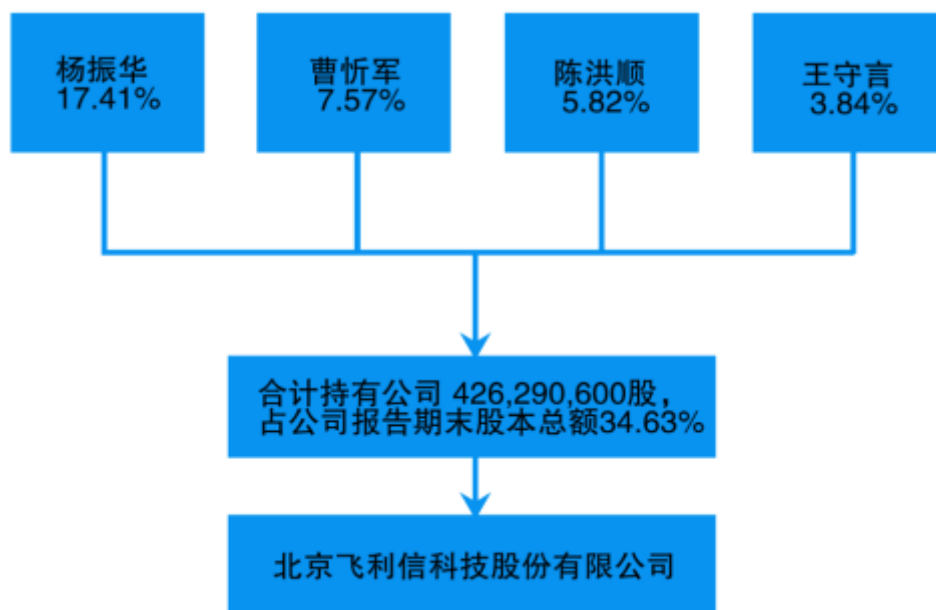 杨振华
17.41%
曹忻军
7.57%
陈洪顺
5.82%
王守言
3.84%
合计持有公司 426,290,600股，
占公司报告期末股本总额34.63%
北京飞利信科技股份有限公司